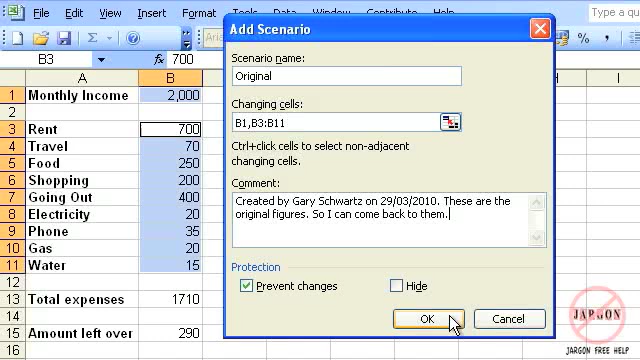 File Edit View Insert Format
Add Scenario
B3 700
A B H I
1 Monthly Income 2,000
2
3 Rent 700
4 Travel 70
5 Food 250
6 Shopping 200
7 Going Out 400
8 Electricity 20
9 Phone 35
10 Gas 20
11 Water 15
12
13 Total expenses 1710
14
15 Amount left over 290
16
Scenario name:
Original
Changing cells:
B1,B3:B11
Ctrl+click cells to select non-adjacent
changing cells.
Comment:
Created by Gary Schwartz on 29/03/2010. These are the
original figures. So I can come back to them.
Protection
Prevent changes Hide
OK Cancel
Type a qu
%
JARGON
JARGON FREE HELP